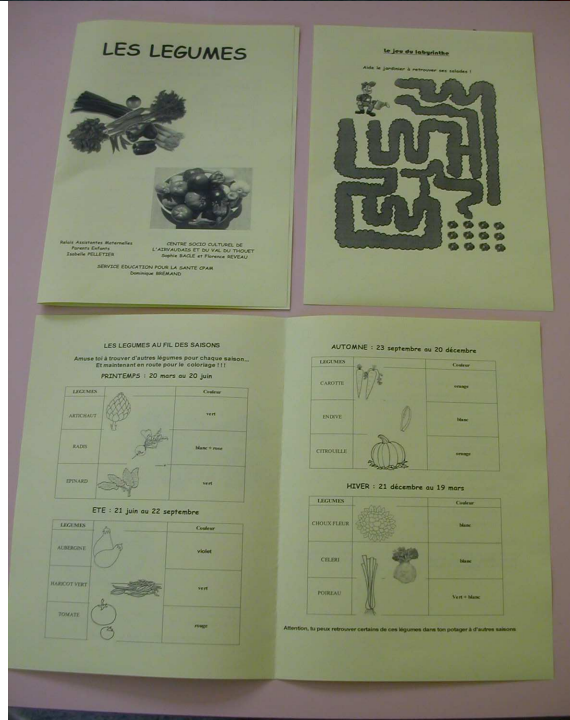 LES LEGUMES
Relais Assistantes Maternelles
Parents Enfants
Isabelle PELLETIER
CENTRE SOCIO CULTUREL DE
L'AIRVAUDAIS ET DU VAL DU THOUET
Sophie BACLE et Florence REVEAU
SERVICE EDUCATION POUR LA SANTE CPAM
Dominique BREMAND
Le jeu du labyrinthe
Aide le jardinier à retrouver ses salades !
LES LEGUMES AU FIL DES SAISONS
Amuse toi à trouver d'autres légumes pour chaque saison...
Et maintenant en route pour le coloriage !!!
PRINTEMPS : 20 mars au 20 juin
LEGUMES Couleur
ARTICHAUT vert
RADIS blanc + rose
EPINARD vert
ETE : 21 juin au 22 septembre
LEGUMES Couleur
AUBERGINE violet
HARICOT VERT vert
TOMATE rouge
AUTOMNE : 23 septembre au 20 décembre
LEGUMES Couleur
CAROTTE orange
ENDIVE blanc
CITROUILLE orange
HIVER : 21 décembre au 19 mars
LEGUMES Couleur
CHOUX FLEUR blanc
CELERI blanc
POIREAU Vert + blanc
Attention, tu peux retrouver certains de ces légumes dans ton potager à d'autres saisons